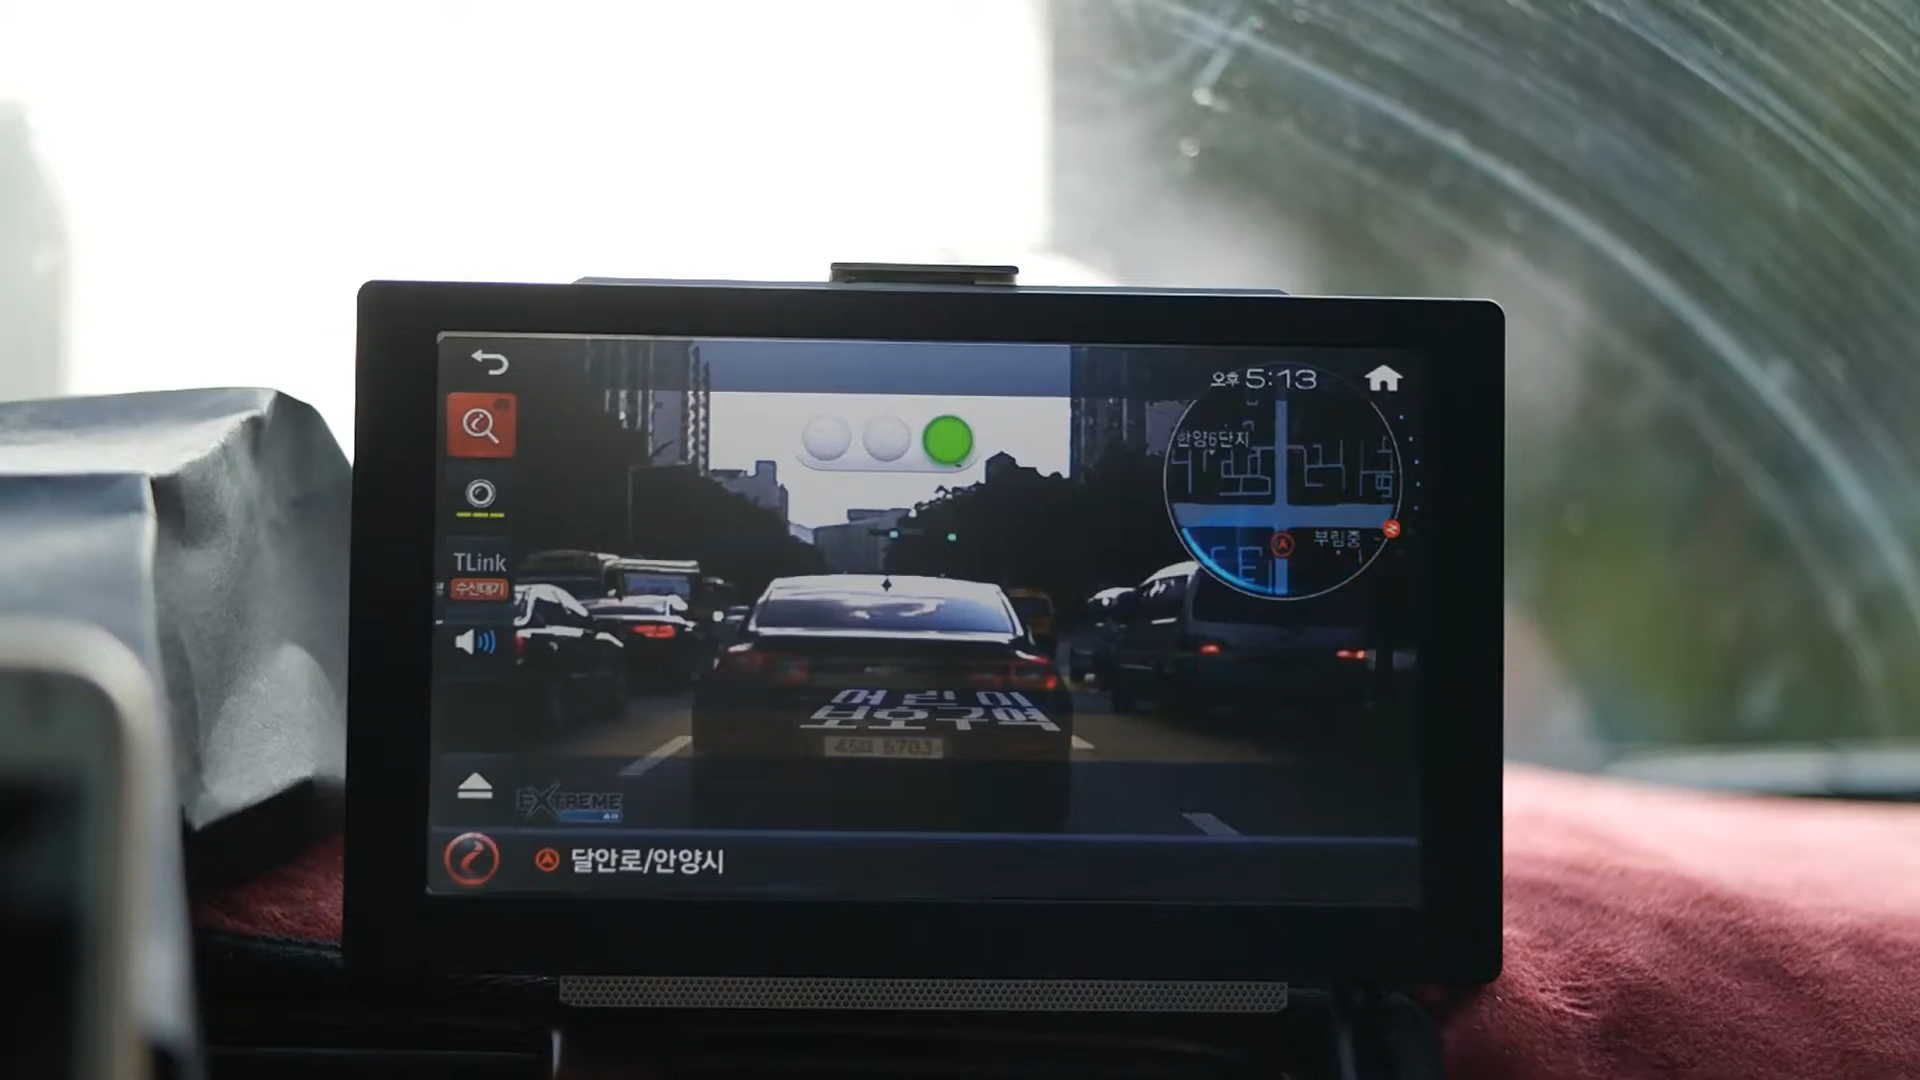 오후 5:13
한양6단지
부림중
TLink
수신대기
어린이
보호구역
EXTREME
달안로/안양시